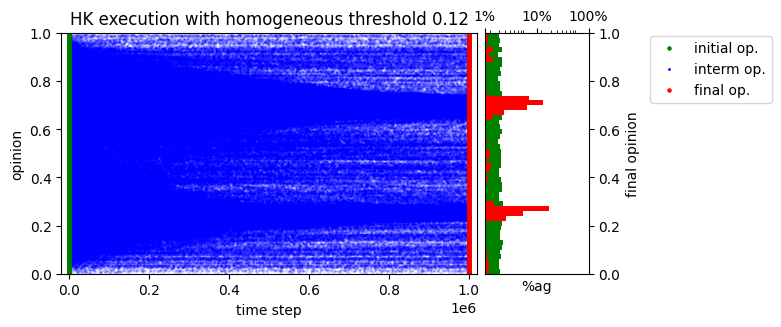 HK execution with homogeneous threshold 0.12
1% 10% 100%
1.0 1.0
0.8 0.8
0.6 0.6
0.4 0.4
0.2 0.2
0.0 0.0
opinion
final opinion
0.0 0.2 0.4 0.6 0.8 1.0
1e6
time step
%ag
initial op.
interm op.
final op.